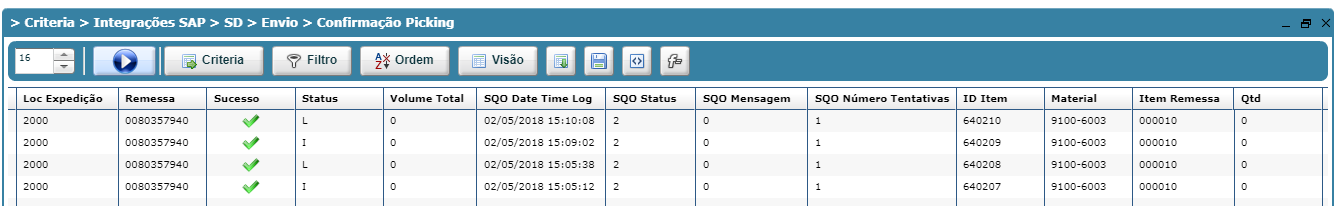 > Criteria > Integrações SAP > SD > Envio > Confirmação Picking
16 Criteria Filtro Ordem Visão
Loc Expedição Remessa Sucesso Status Volume Total SQO Date Time Log SQO Status SQO Mensagem SQO Número Tentativas ID Item Material Item Remessa Qtd
2000 0080357940 L 0 02/05/2018 15:10:08 2 0 1 640210 9100-6003 000010 0
2000 0080357940 I 0 02/05/2018 15:09:02 2 0 1 640209 9100-6003 000010 0
2000 0080357940 L 0 02/05/2018 15:05:38 2 0 1 640208 9100-6003 000010 0
2000 0080357940 I 0 02/05/2018 15:05:12 2 0 1 640207 9100-6003 000010 0